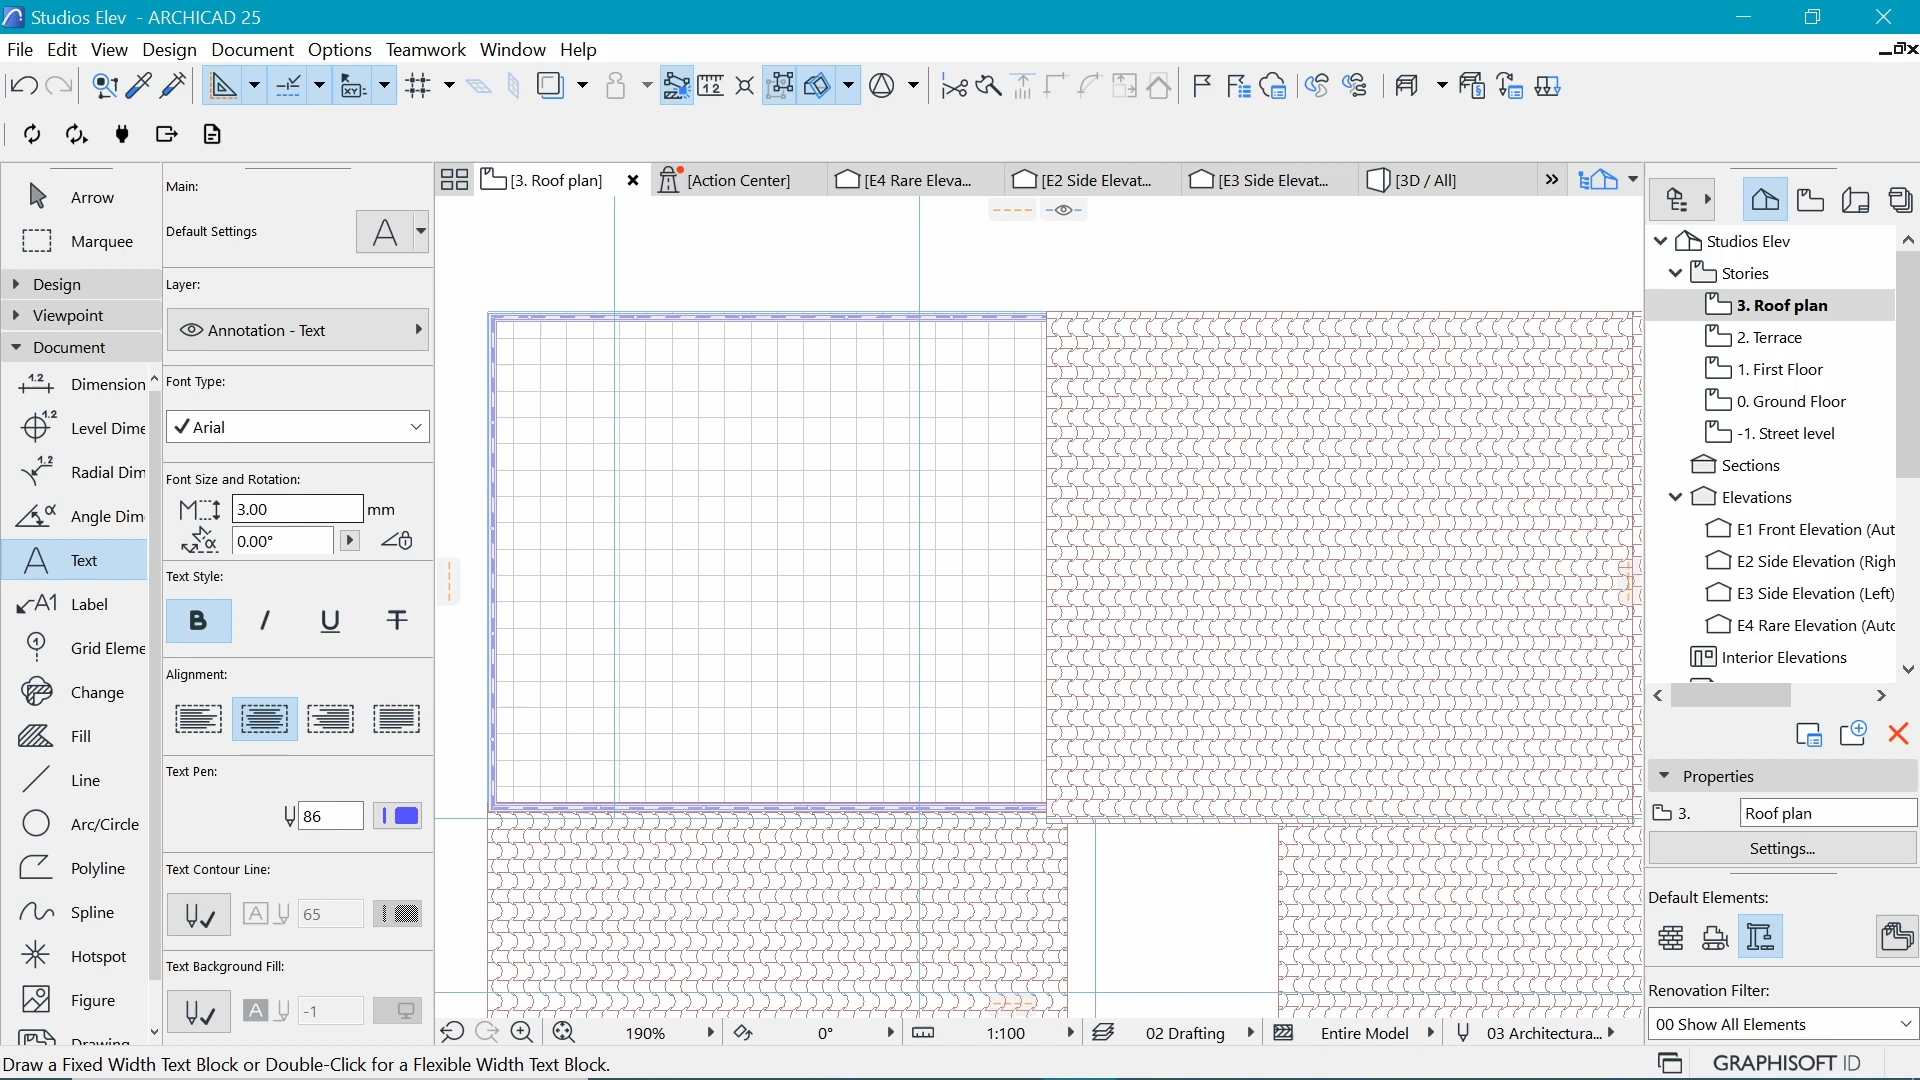 Studios Elev - ARCHICAD 25
File Edit View Design Document Options Teamwork Window Help
[3. Roof plan]
[Action Center]
[E4 Rare Eleva...
[E2 Side Elevat...
[E3 Side Elevat...
[3D / All]
Arrow
Marquee
Design
Viewpoint
Document
Dimension
Level Dime
Radial Dim
Angle Dim
Text
Label
Grid Eleme
Change
Fill
Line
Arc/Circle
Polyline
Spline
Hotspot
Figure
Main:
Default Settings
Layer:
Annotation - Text
Font Type:
Arial
Font Size and Rotation:
3.00 mm
0.00°
Text Style:
B I U T
Alignment:
Text Pen:
86
Text Contour Line:
65
Text Background Fill:
-1
Studios Elev
Stories
3. Roof plan
2. Terrace
1. First Floor
0. Ground Floor
-1. Street level
Sections
Elevations
E1 Front Elevation (Aut
E2 Side Elevation (Righ
E3 Side Elevation (Left)
E4 Rare Elevation (Auto
Interior Elevations
Properties
3. Roof plan
Settings...
Default Elements:
Renovation Filter:
00 Show All Elements
190% 0° 1:100 02 Drafting Entire Model 03 Architectura...
Draw a Fixed Width Text Block or Double-Click for a Flexible Width Text Block.
GRAPHISOFT ID